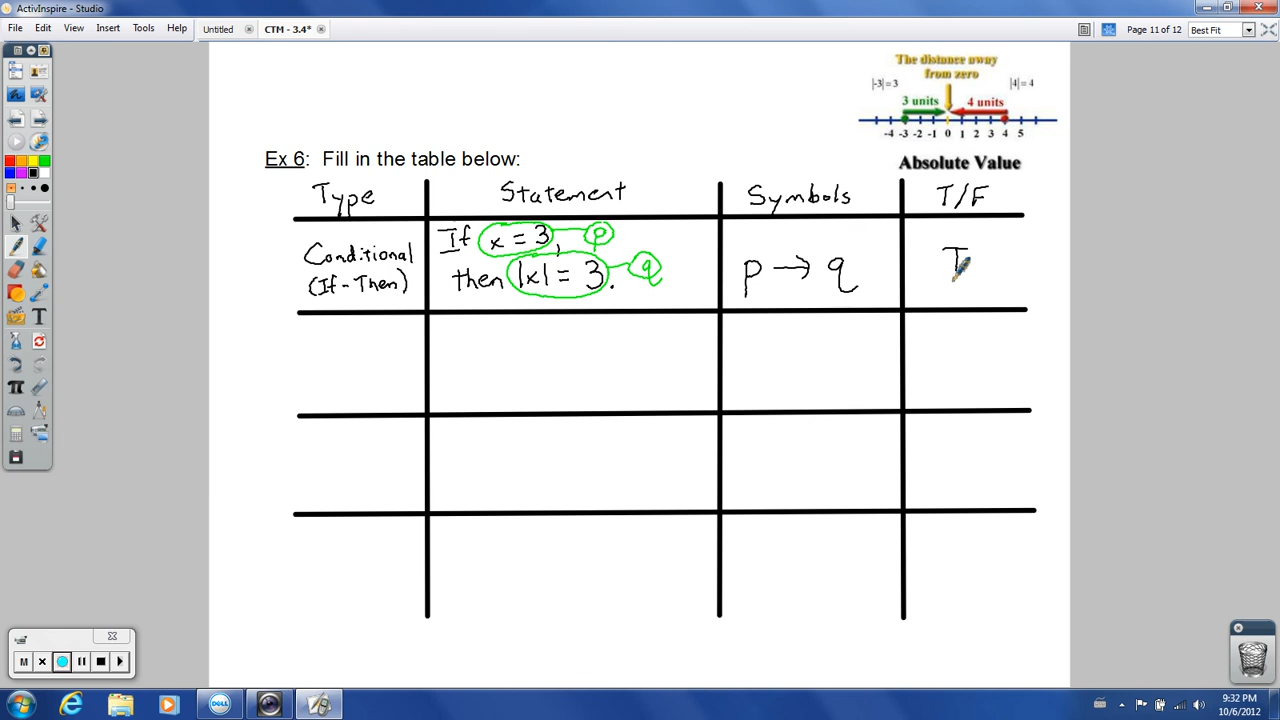 ActivInspire - Studio
File Edit View Insert Tools Help
Untitled
CTM - 3.4*
Page 11 of 12
Best Fit
The distance away
from zero
|-3| = 3
|4| = 4
3 units
4 units
-4 -3 -2 -1 0 1 2 3 4 5
Absolute Value
Ex 6: Fill in the table below:
Type Statement Symbols T/F
Conditional
(If-Then)
If x = 3, p
then |x| = 3. q
p → q
T
M
9:32 PM
10/6/2012